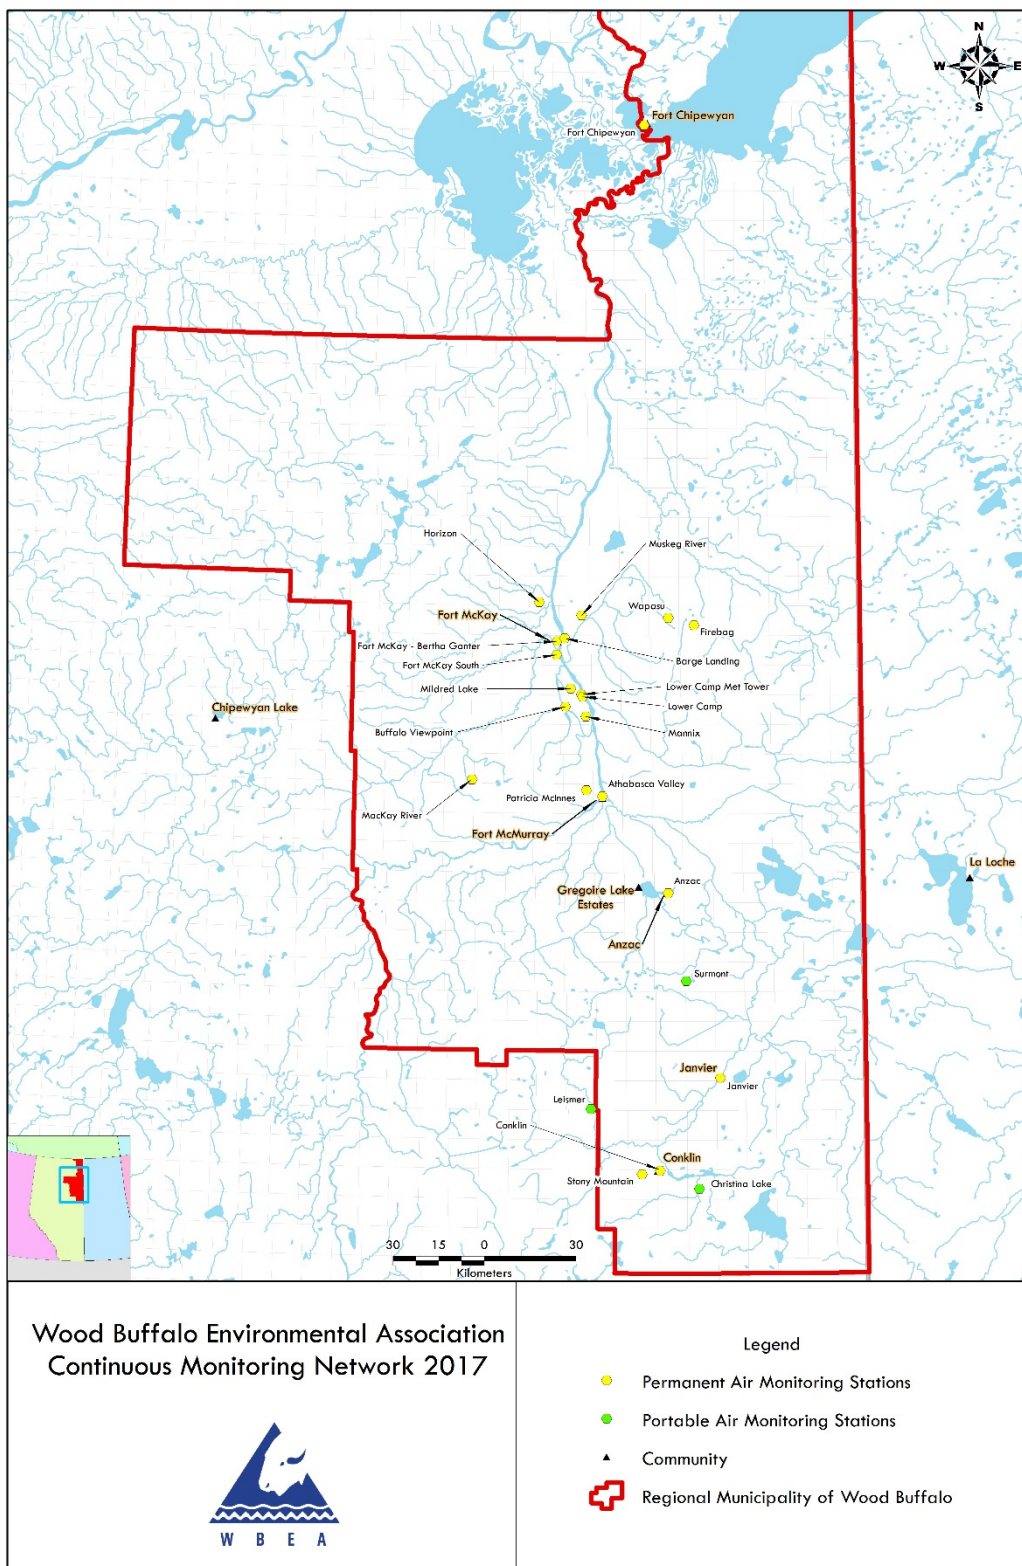 N
W E
S
Fort Chipewyan
Fort Chipewyan
Horizon
Muskeg River
Wapasu
Fort McKay
Firebag
Fort McKay - Bertha Ganter
Barge Landing
Fort McKay South
Mildred Lake
Lower Camp Met Tower
Lower Camp
Chipewyan Lake
Buffalo Viewpoint
Mannix
Athabasca Valley
Patricia McInnes
MacKay River
Fort McMurray
La Loche
Anzac
Gregoire Lake
Estates
Anzac
Surmont
Janvier
Janvier
Leismer
Conklin
Conklin
Stony Mountain
Christina Lake
30 15 0 30
Kilometers
Wood Buffalo Environmental Association
Continuous Monitoring Network 2017
W B E A
Legend
Permanent Air Monitoring Stations
Portable Air Monitoring Stations
Community
Regional Municipality of Wood Buffalo